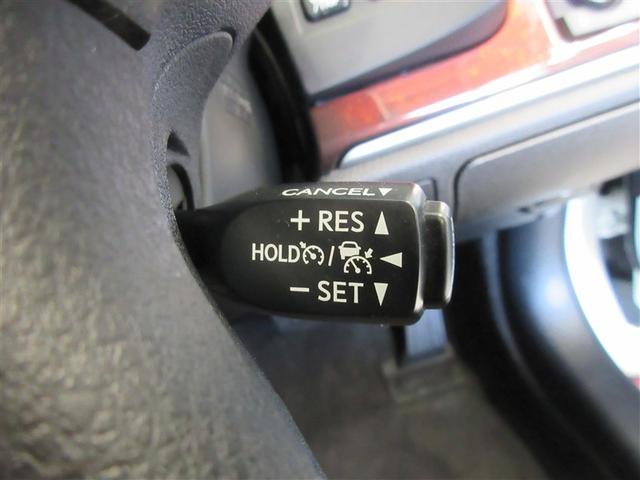 CANCEL▼
+ RES ▲
HOLD / ◀
− SET ▼